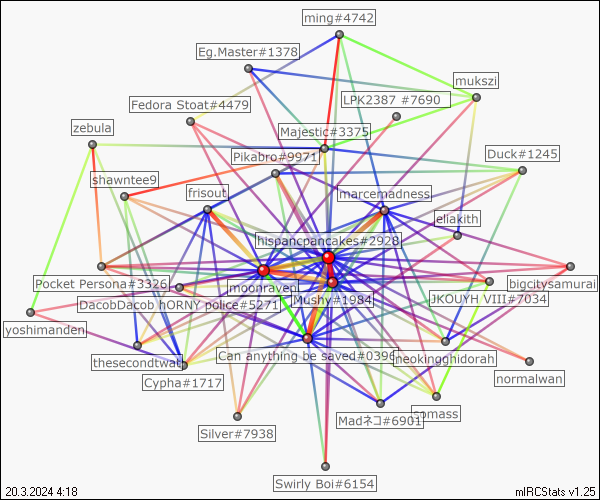 ming#4742
Eg.Master#1378
mukszi
LPK2387 #7690
Fedora Stoat#4479
zebula
Majestic#3375
Pikabro#9971
Duck#1245
shawntee9
frisout
marcemadness
eliakith
hispancpancakes#2928
Pocket Persona#3326
moonraveni
bigcitysamurai
DacobDacob hORNY police#5271
Mushy#1984
JKOUYH VIII#7034
yoshimanden
thesecondtwat
Can anything be saved#0396
neokingghidorah
Cypha#1717
normalwan
Silver#7938
Madネコ#6901
somass
Swirly Boi#6154
20.3.2024 4:18
mIRCStats v1.25